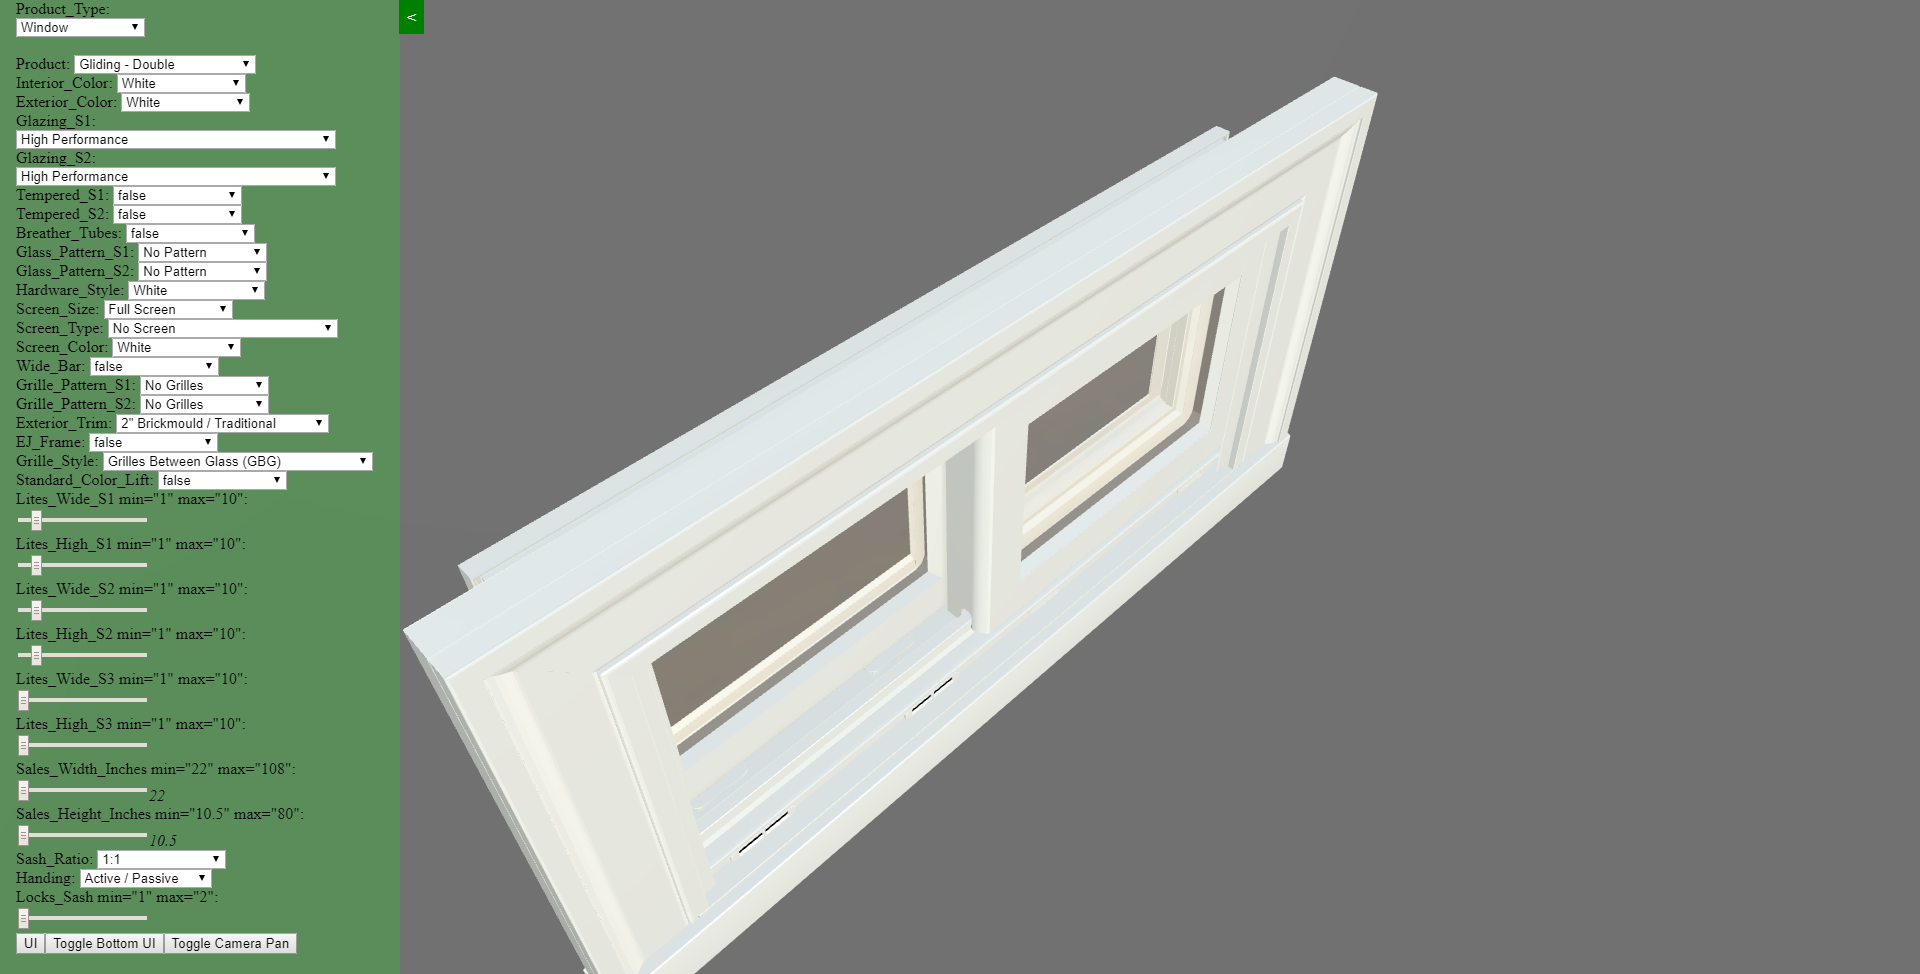 Product_Type:
Window
<
Product: Gliding - Double
Interior_Color: White
Exterior_Color: White
Glazing_S1:
High Performance
Glazing_S2:
High Performance
Tempered_S1: false
Tempered_S2: false
Breather_Tubes: false
Glass_Pattern_S1: No Pattern
Glass_Pattern_S2: No Pattern
Hardware_Style: White
Screen_Size: Full Screen
Screen_Type: No Screen
Screen_Color: White
Wide_Bar: false
Grille_Pattern_S1: No Grilles
Grille_Pattern_S2: No Grilles
Exterior_Trim: 2" Brickmould / Traditional
EJ_Frame: false
Grille_Style: Grilles Between Glass (GBG)
Standard_Color_Lift: false
Lites_Wide_S1 min="1" max="10":
Lites_High_S1 min="1" max="10":
Lites_Wide_S2 min="1" max="10":
Lites_High_S2 min="1" max="10":
Lites_Wide_S3 min="1" max="10":
Lites_High_S3 min="1" max="10":
Sales_Width_Inches min="22" max="108":
22
Sales_Height_Inches min="10.5" max="80":
10.5
Sash_Ratio: 1:1
Handing: Active / Passive
Locks_Sash min="1" max="2":
UI Toggle Bottom UI Toggle Camera Pan